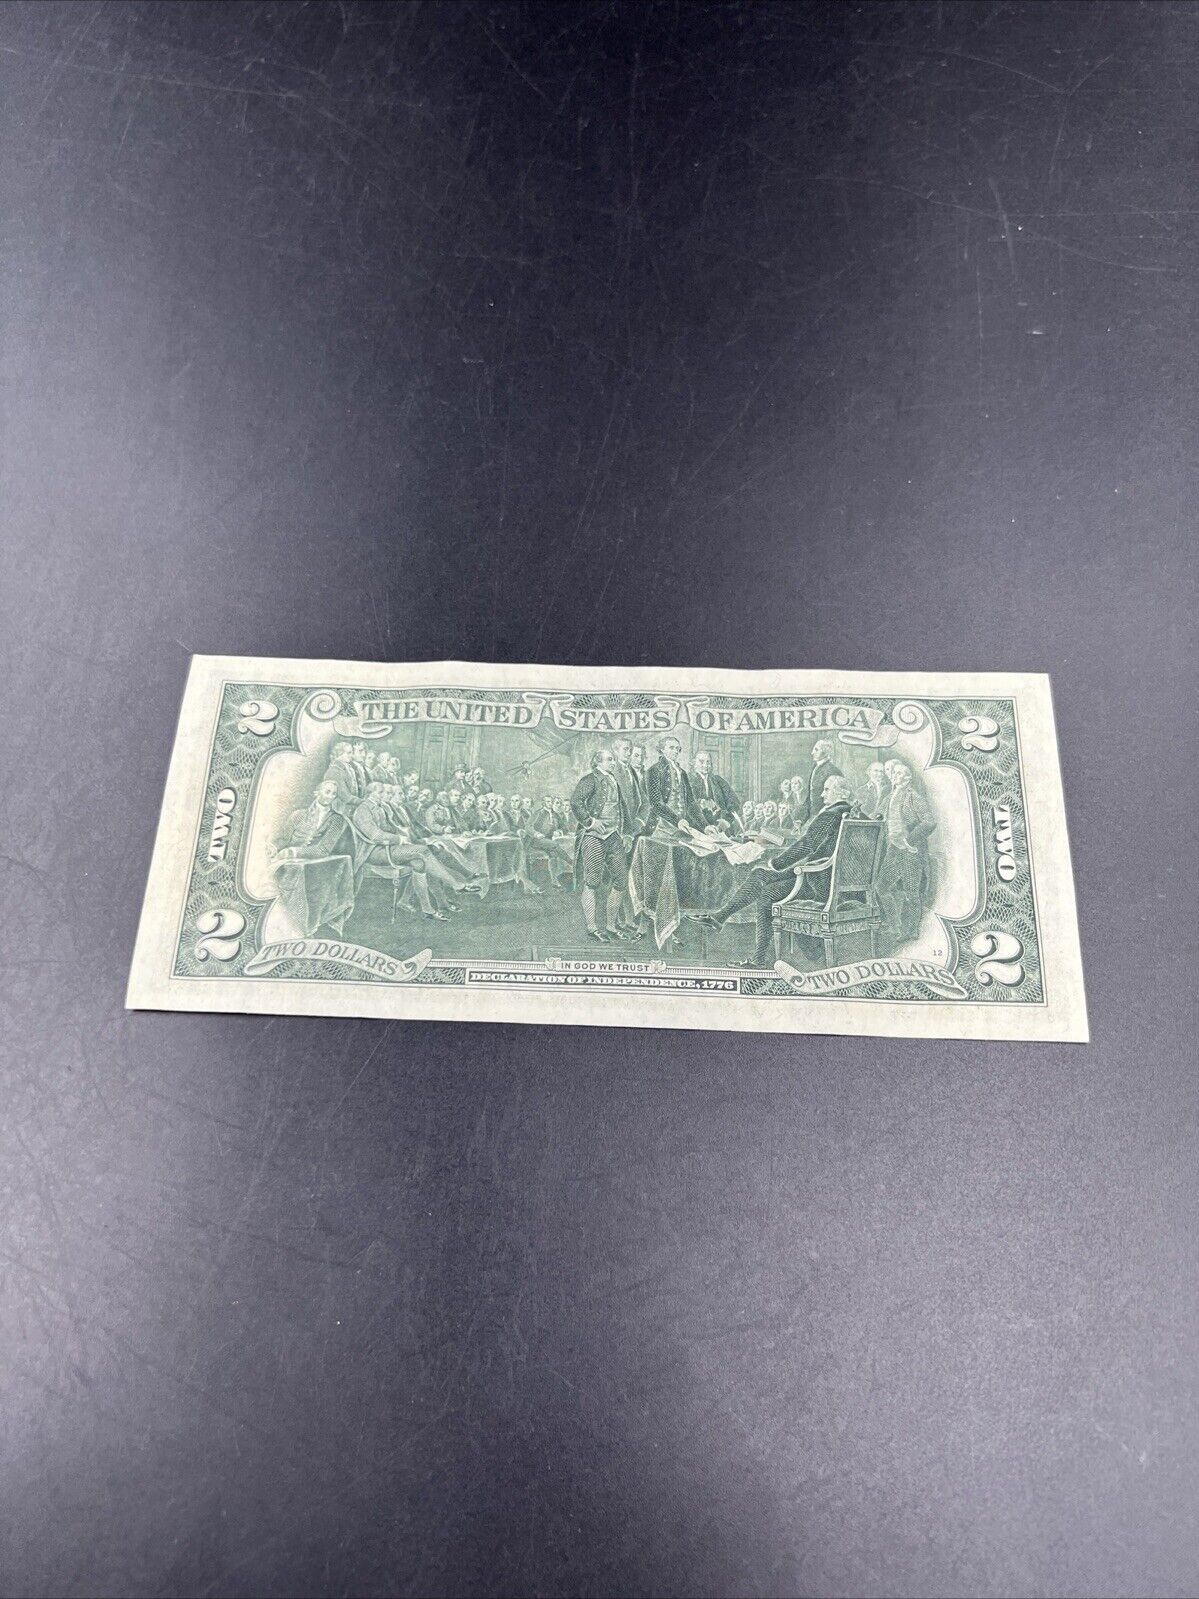 2 THE UNITED STATES OF AMERICA 2
TWO TWO
2 TWO DOLLARS IN GOD WE TRUST TWO DOLLARS 12 2
DECLARATION OF INDEPENDENCE, 1776